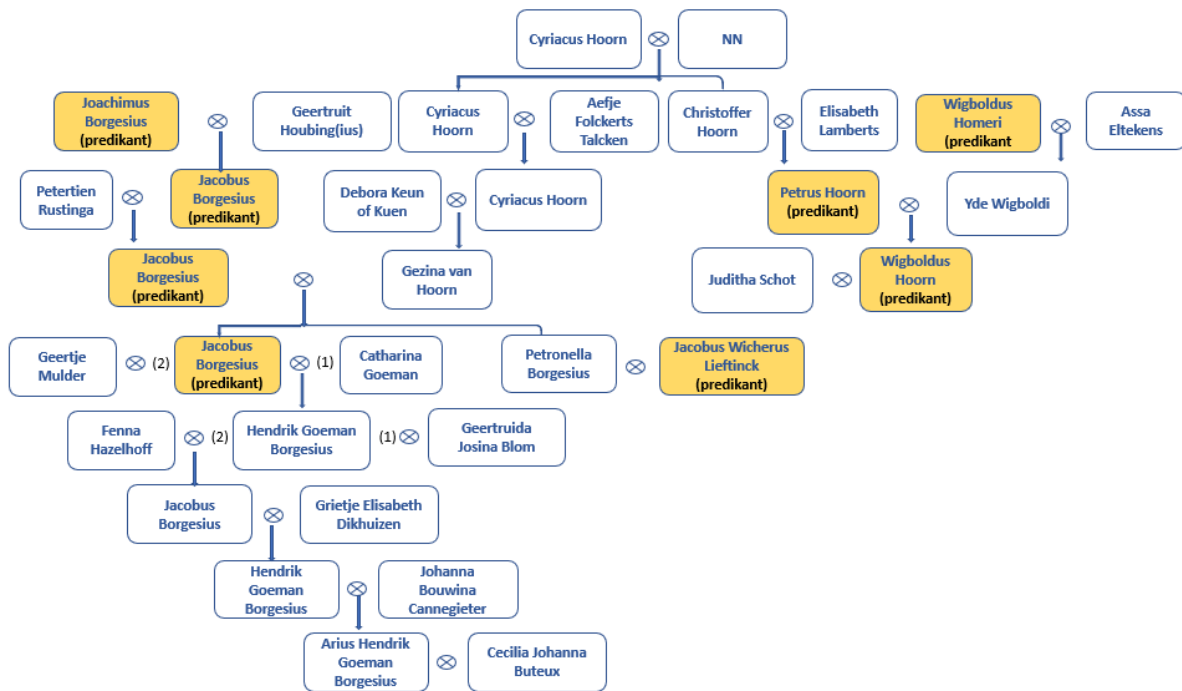 Cyriacus Hoorn
NN
Joachimus
Borgesius
(predikant)
Geertruit
Houbing(ius)
Cyriacus
Hoorn
Aefje
Folckerts
Talcken
Christoffer
Hoorn
Elisabeth
Lamberts
Wigboldus
Homeri
(predikant
Assa
Eltekens
Petertien
Rustinga
Jacobus
Borgesius
(predikant)
Debora Keun
of Kuen
Cyriacus Hoorn
Petrus Hoorn
(predikant)
Yde Wigboldi
Jacobus
Borgesius
(predikant)
Gezina van
Hoorn
Juditha Schot
Wigboldus
Hoorn
(predikant)
Geertje
Mulder
(2)
Jacobus
Borgesius
(predikant)
(1)
Catharina
Goeman
Petronella
Borgesius
Jacobus Wicherus
Lieftinck
(predikant)
Fenna
Hazelhoff
(2)
Hendrik Goeman
Borgesius
(1)
Geertruida
Josina Blom
Jacobus
Borgesius
Grietje Elisabeth
Dikhuizen
Hendrik
Goeman
Borgesius
Johanna
Bouwina
Cannegieter
Arius Hendrik
Goeman
Borgesius
Cecilia Johanna
Buteux